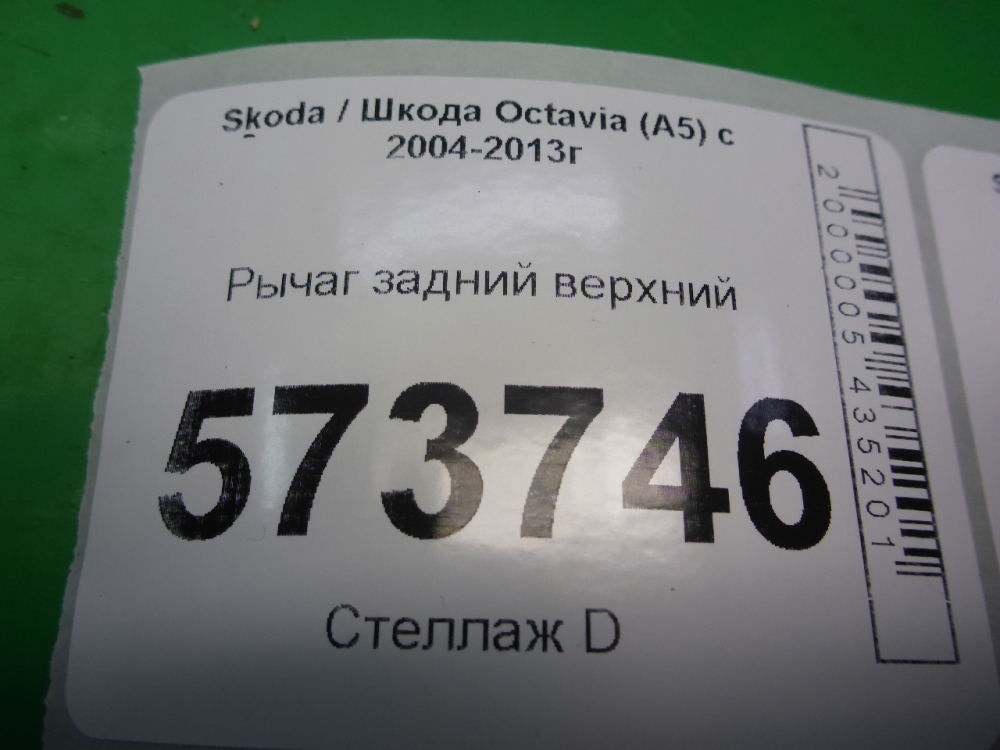 Skoda / Шкода Octavia (A5) с
2004-2013г
Рычаг задний верхний
573746
Стеллаж D
2000005435201